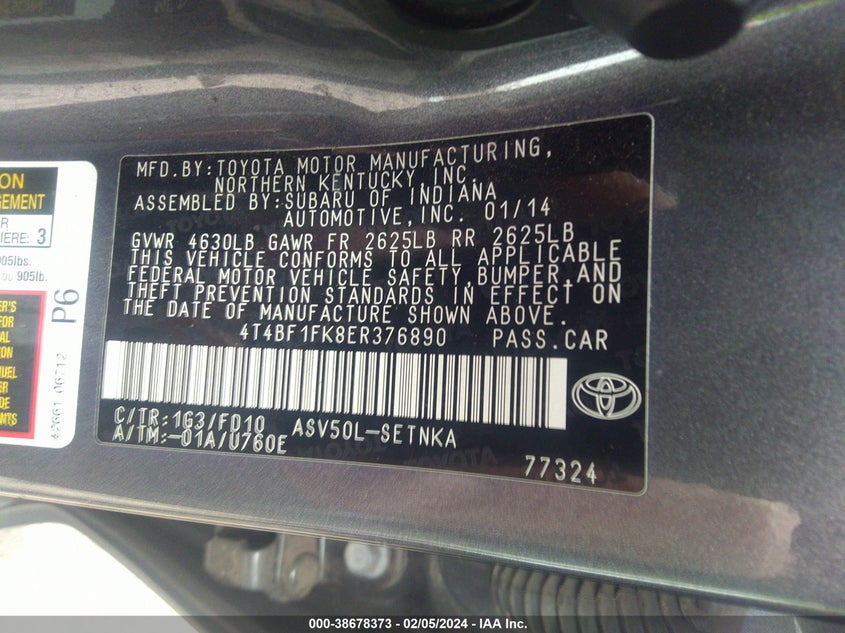 MFD.BY:TOYOTA MOTOR MANUFACTURING,
NORTHERN KENTUCKY, INC.
ASSEMBLED BY:SUBARU OF INDIANA
AUTOMOTIVE,INC. 01/14
GVWR 4630LB GAWR FR 2625LB RR 2625LB
THIS VEHICLE CONFORMS TO ALL APPLICABLE
FEDERAL MOTOR VEHICLE SAFETY,BUMPER,AND
THEFT PREVENTION STANDARDS IN EFFECT ON
THE DATE OF MANUFACTURE SHOWN ABOVE.
4T4BF1FK8ER376890 PASS.CAR
C/TR:1G3/FD10 ASV50L-SETNKA
A/TM:-01A/U760E
77324
3
905lbs.
905lb.
P6
000-38678373 - 02/05/2024 - IAA Inc.